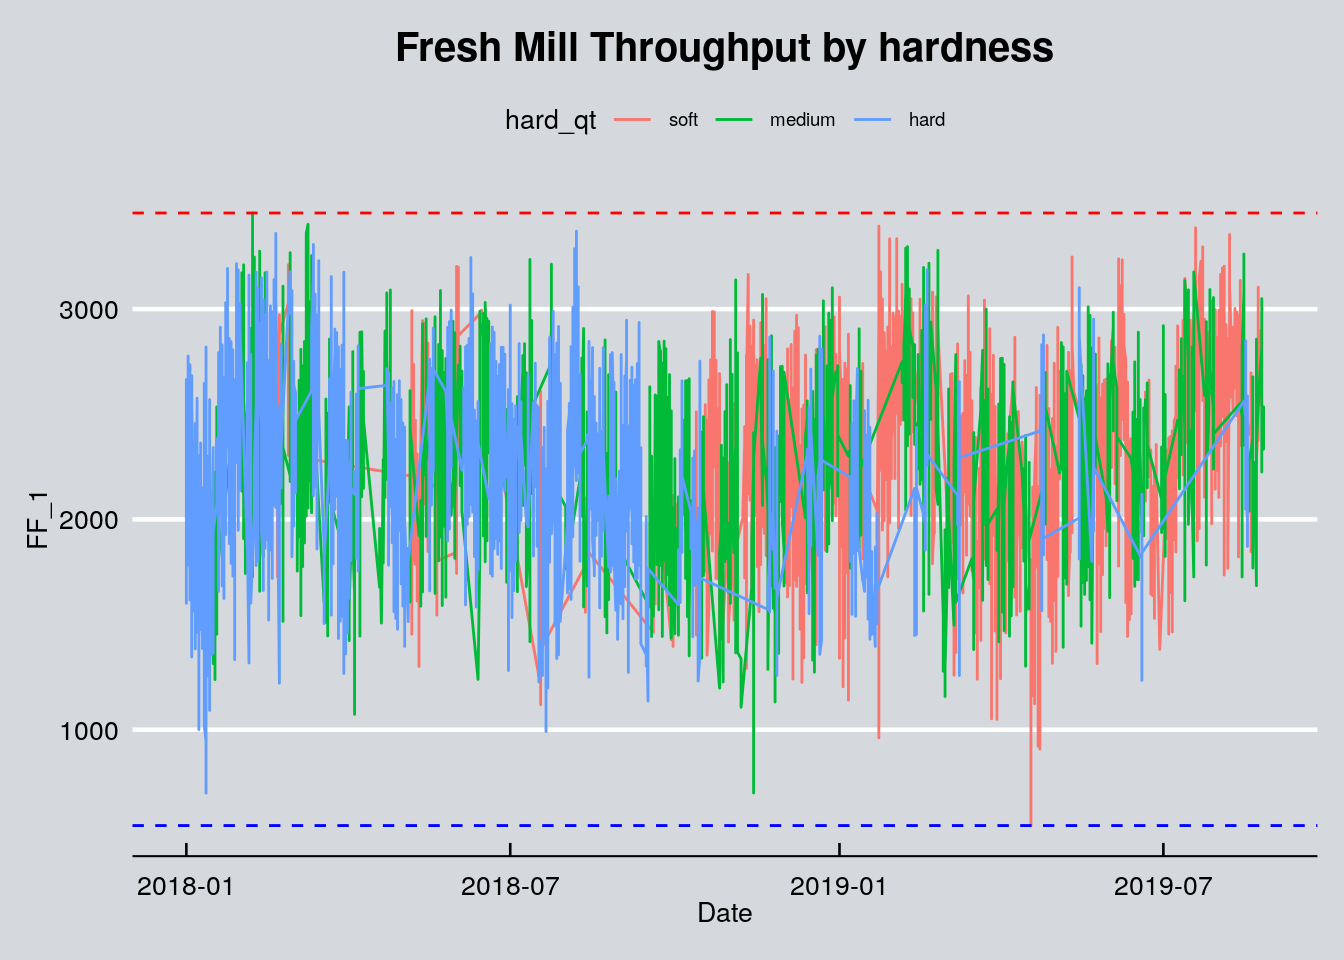 Fresh Mill Throughput by hardness
hard_qt soft medium hard
FF_1
3000
2000
1000
2018-01 2018-07 2019-01 2019-07
Date